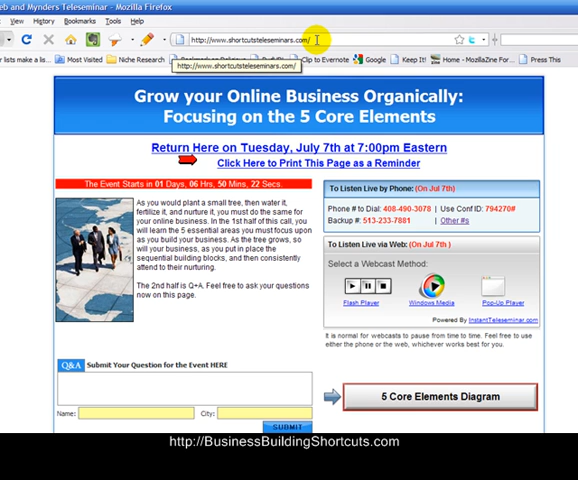 eb and Mynders Teleseminar - Mozilla Firefox
View History Bookmarks Tools Help
http://www.shortcutsteleseminars.com/
lists make a li... Most Visited Niche Research Clip to Evernote Google Keep It! Home - MozillaZine For... Press This
http://www.shortcutsteleseminars.com/
Grow your Online Business Organically:
Focusing on the 5 Core Elements
Return Here on Tuesday, July 7th at 7:00pm Eastern
Click Here to Print This Page as a Reminder
The Event Starts in 01 Days, 06 Hrs, 50 Mins, 22 Secs.
As you would plant a small tree, then water it,
fertilize it, and nurture it, you must do the same for
your online business. In the 1st half of this call, you
will learn the 5 essential areas you must focus upon
as you build your business. As the tree grows, so
will your business, as you put in place the
sequential building blocks, and then consistently
attend to their nurturing.
The 2nd half is Q+A. Feel free to ask your questions
now on this page.
To Listen Live by Phone: (On Jul 7th)
Phone # to Dial: 408-490-3078 | Use Conf ID: 794270#
Backup #: 513-233-7881 | Other #s
To Listen Live via Web: (On Jul 7th )
Select a Webcast Method:
Flash Player Windows Media Pop-Up Player
Powered By InstantTeleseminar.com
It is normal for webcasts to pause from time to time. Feel free to use
either the phone or the web, whichever works best for you.
Q&A Submit Your Question for the Event HERE
Name: City:
SUBMIT
5 Core Elements Diagram
http://BusinessBuildingShortcuts.com